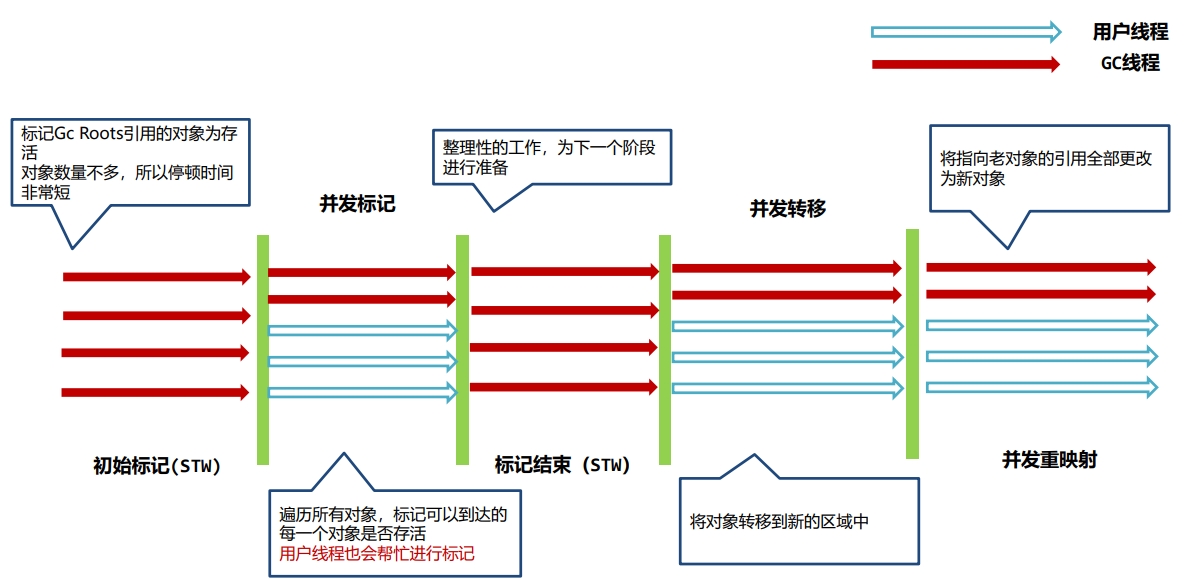 用户线程
GC线程
标记Gc Roots引用的对象为存
活
对象数量不多，所以停顿时间
非常短
并发标记
整理性的工作，为下一个阶段
进行准备
并发转移
将指向老对象的引用全部更改
为新对象
初始标记(STW)
标记结束（STW）
并发重映射
遍历所有对象，标记可以到达的
每一个对象是否存活
用户线程也会帮忙进行标记
将对象转移到新的区域中